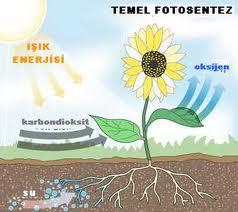 TEMEL FOTOSENTEZ
IŞIK
ENERJİSİ
oksijen
karbondioksit
su